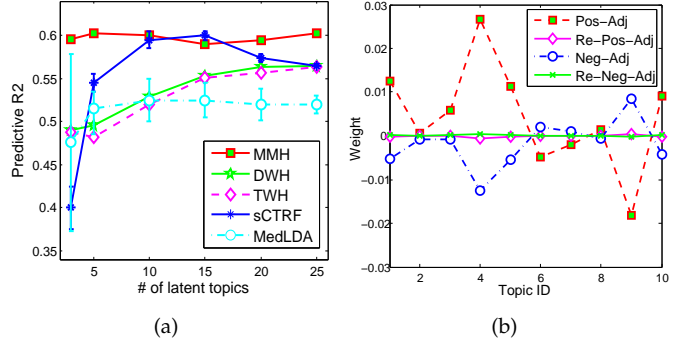 Predictive R2
0.6
0.55
0.5
0.45
0.4
0.35
5
10
15
20
25
# of latent topics
MMH
DWH
TWH
sCTRF
MedLDA
(a)
Weight
0.03
0.02
0.01
0
−0.01
−0.02
−0.03
2
4
6
8
10
Topic ID
Pos−Adj
Re−Pos−Adj
Neg−Adj
Re−Neg−Adj
(b)